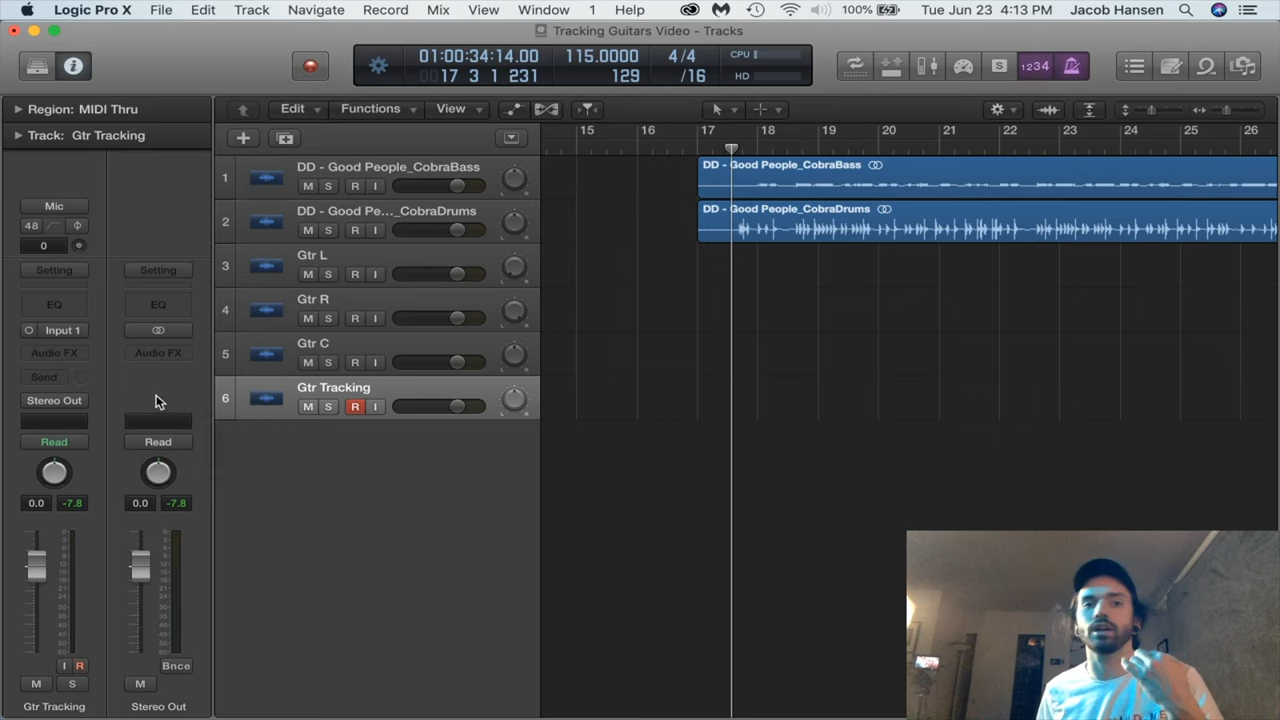 Logic Pro X File Edit Track Navigate Record Mix View Window 1 Help 100% Tue Jun 23 4:13 PM Jacob Hansen
Tracking Guitars Video - Tracks
01:00:34:14.00 115.0000 4/4 CPU
17 3 1 231 129 /16 HD
S 1234
Region: MIDI Thru
Edit Functions View
Track: Gtr Tracking
15 16 17 18 19 20 21 22 23 24 25 26
1 DD - Good People_CobraBass
M S R I
DD - Good People_CobraBass
2 DD - Good Pe..._CobraDrums
M S R I
DD - Good People_CobraDrums
3 Gtr L
M S R I
4 Gtr R
M S R I
5 Gtr C
M S R I
6 Gtr Tracking
M S R I
Mic
48
0
Setting Setting
EQ EQ
Input 1
Audio FX Audio FX
Send
Stereo Out
Read Read
0.0 -7.8 0.0 -7.8
I R Bnce
M S M
Gtr Tracking Stereo Out